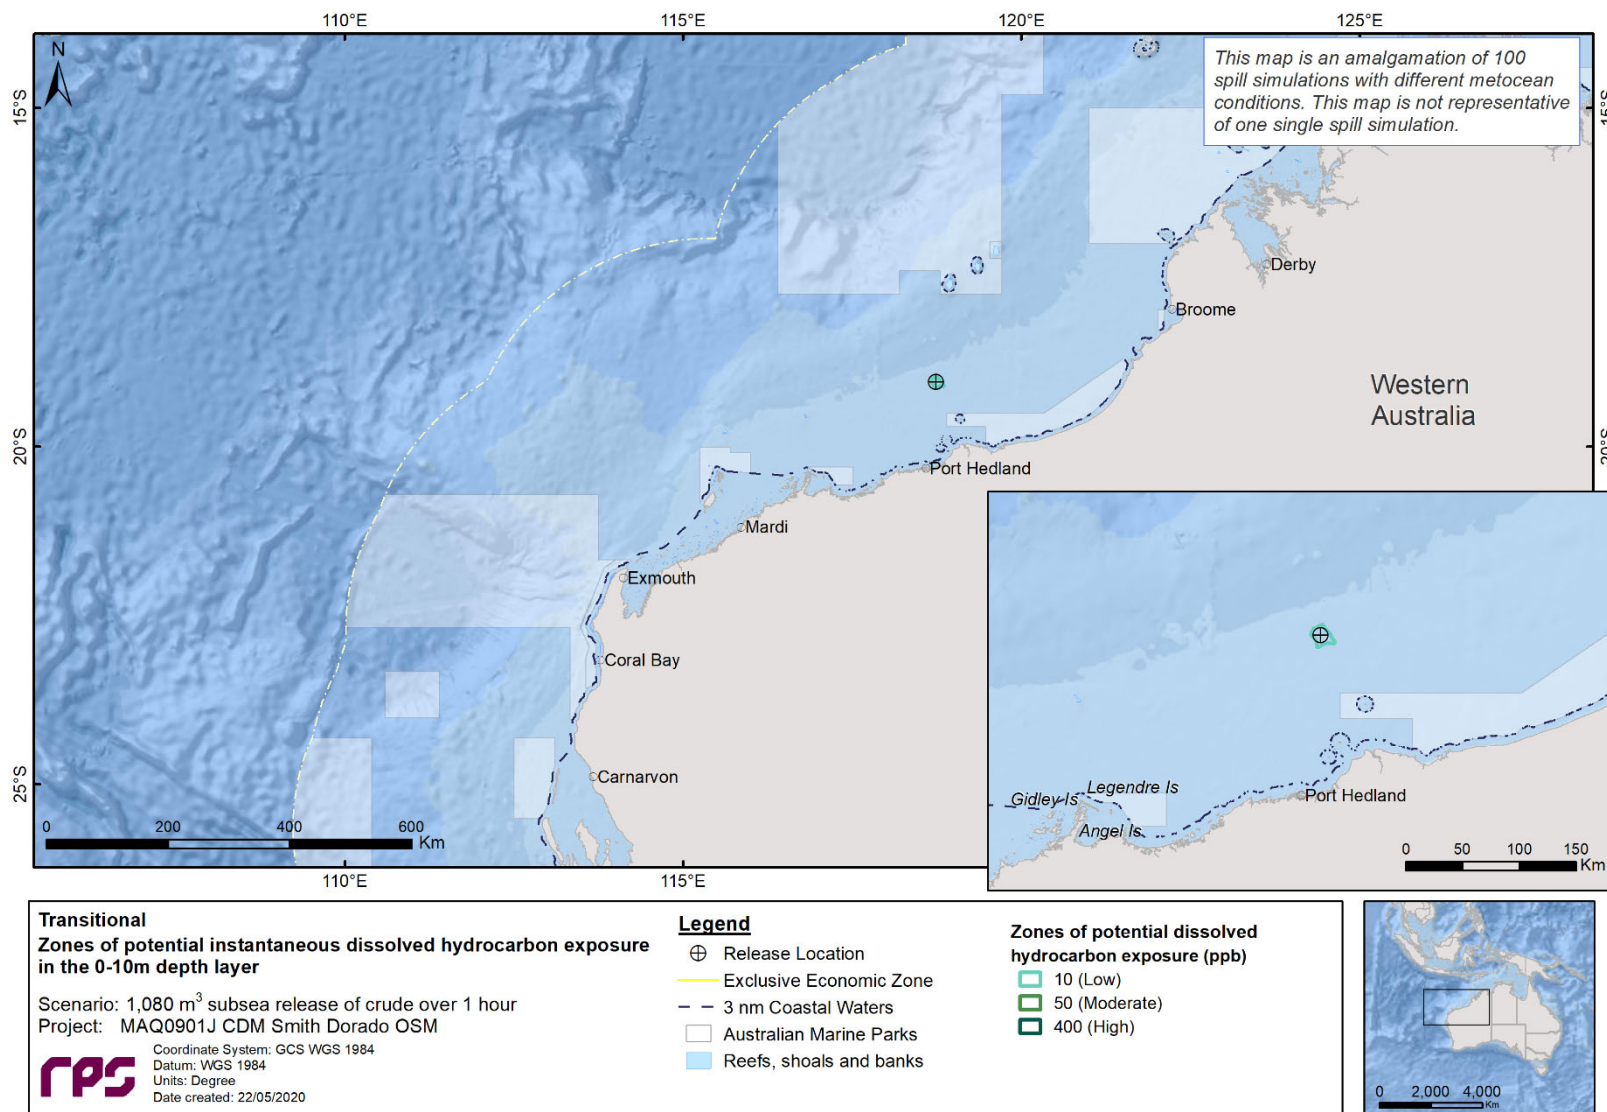 110°E
115°E
120°E
125°E
N
This map is an amalgamation of 100
spill simulations with different metocean
conditions. This map is not representative
of one single spill simulation.
15°S
15°S
Derby
Broome
Western
Australia
20°S
20°S
Port Hedland
Mardi
Exmouth
Coral Bay
Carnarvon
25°S
0 200 400 600
Km
Legendre Is
Gidley Is
Angel Is
Port Hedland
0 50 100 150
Km
110°E
115°E
Transitional
Zones of potential instantaneous dissolved hydrocarbon exposure
in the 0-10m depth layer
Scenario: 1,080 m³ subsea release of crude over 1 hour
Project: MAQ0901J CDM Smith Dorado OSM
rps
Coordinate System: GCS WGS 1984
Datum: WGS 1984
Units: Degree
Date created: 22/05/2020
Legend
Release Location
Exclusive Economic Zone
3 nm Coastal Waters
Australian Marine Parks
Reefs, shoals and banks
Zones of potential dissolved
hydrocarbon exposure (ppb)
10 (Low)
50 (Moderate)
400 (High)
0 2,000 4,000
Km